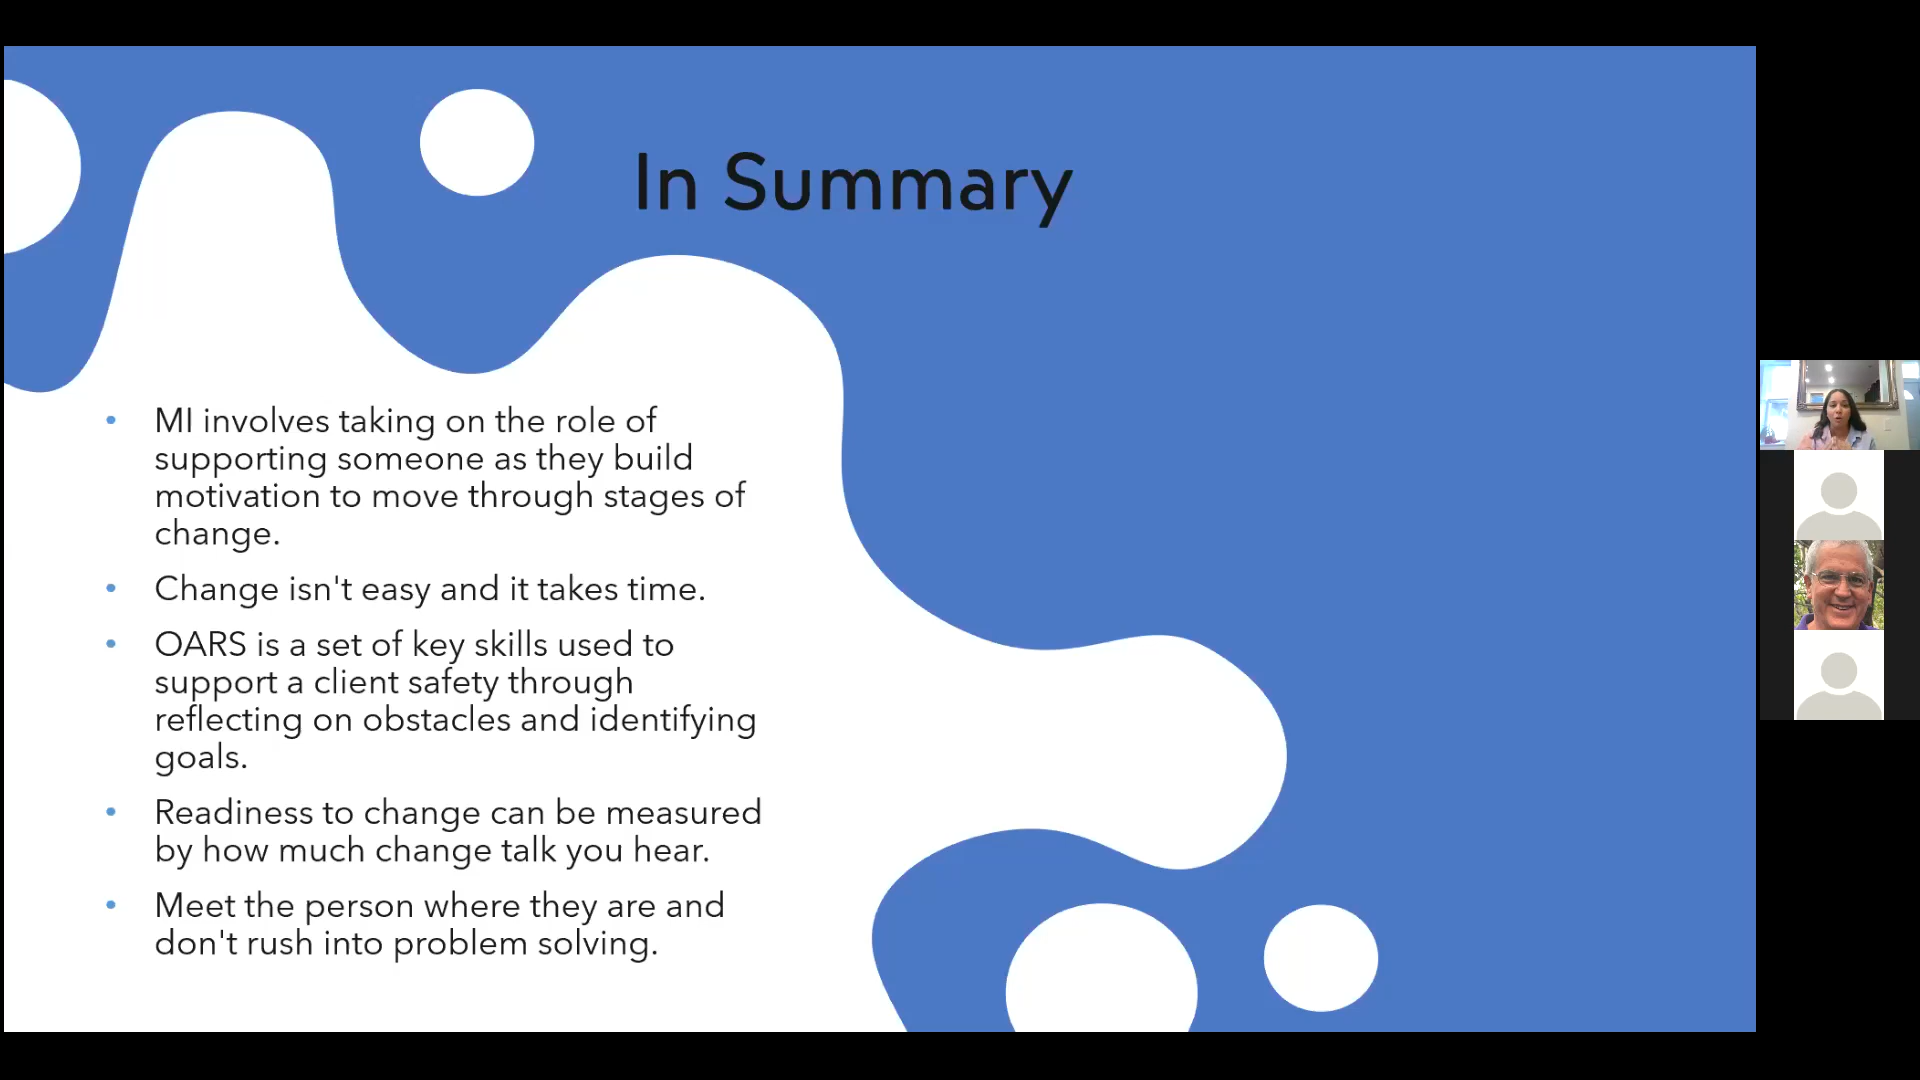 In Summary
• MI involves taking on the role of
supporting someone as they build
motivation to move through stages of
change.
• Change isn't easy and it takes time.
• OARS is a set of key skills used to
support a client safety through
reflecting on obstacles and identifying
goals.
• Readiness to change can be measured
by how much change talk you hear.
• Meet the person where they are and
don't rush into problem solving.